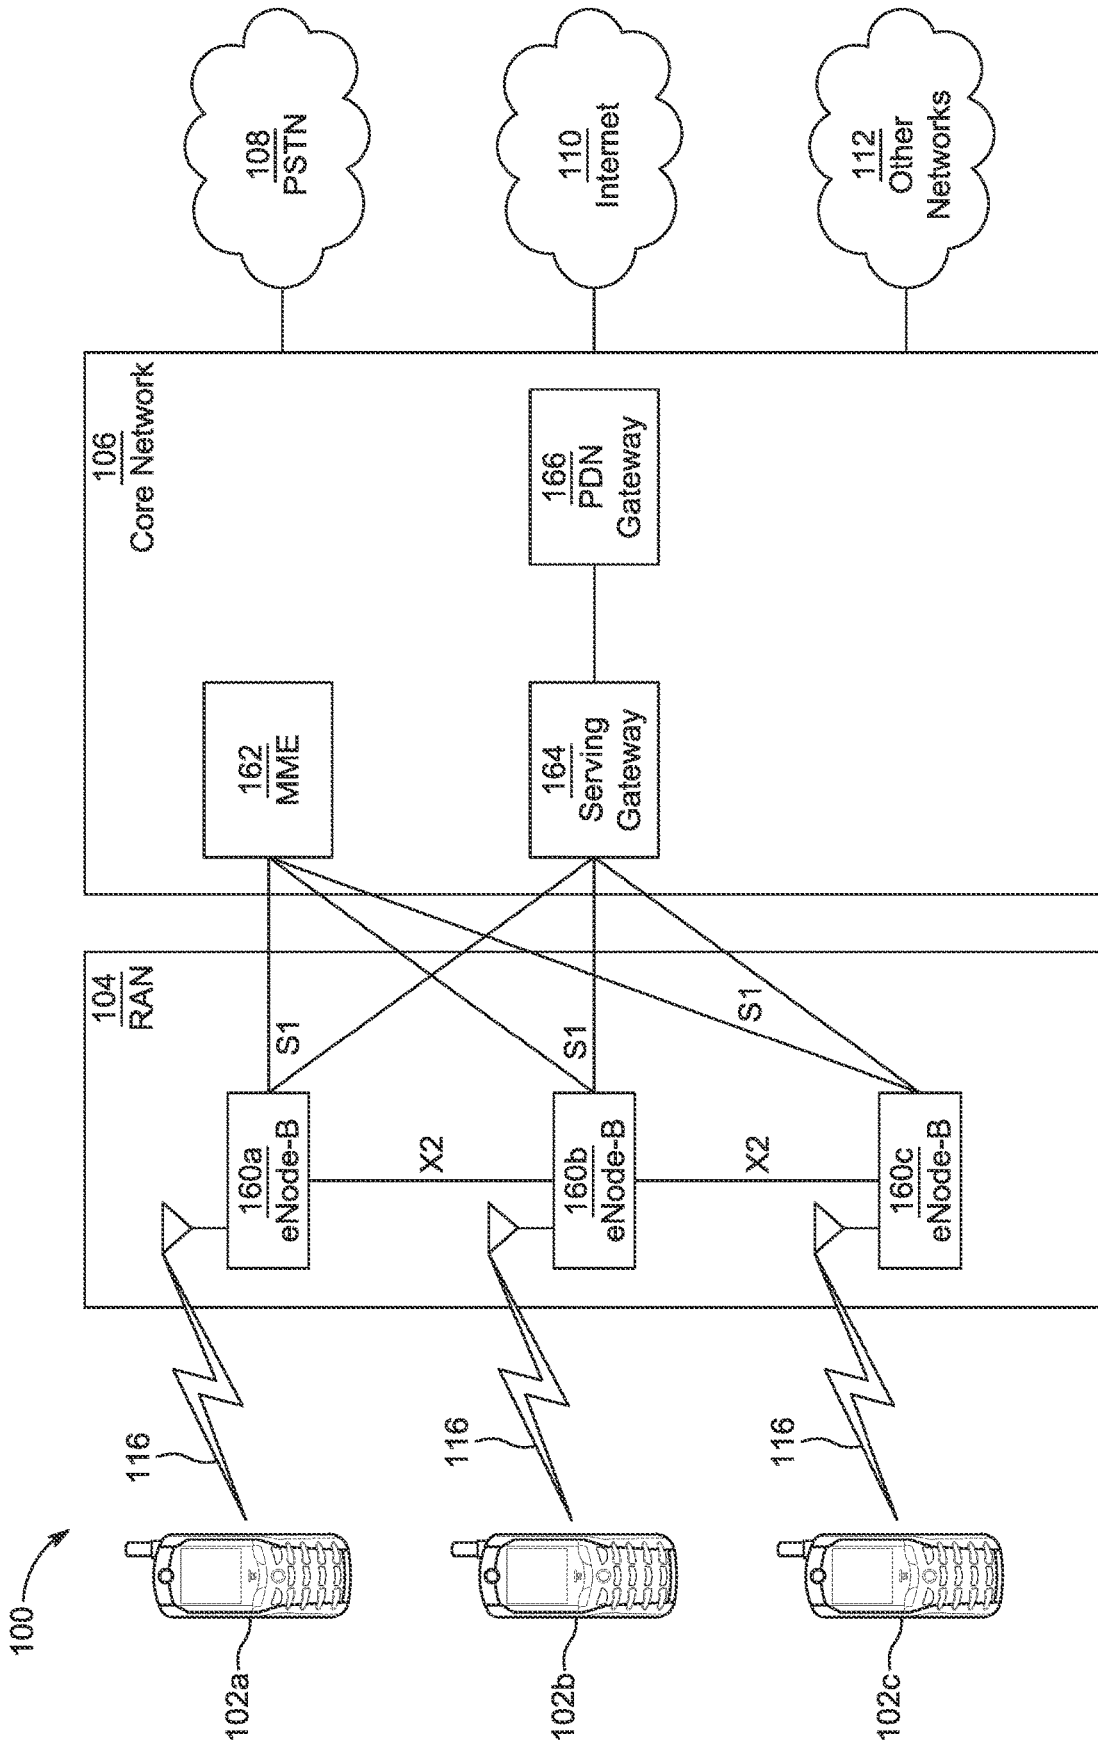 100
102a
102b
102c
116
116
116
104
RAN
160a
eNode-B
160b
eNode-B
160c
eNode-B
X2
X2
S1
S1
S1
106
Core Network
162
MME
164
Serving
Gateway
166
PDN
Gateway
108
PSTN
110
Internet
112
Other
Networks